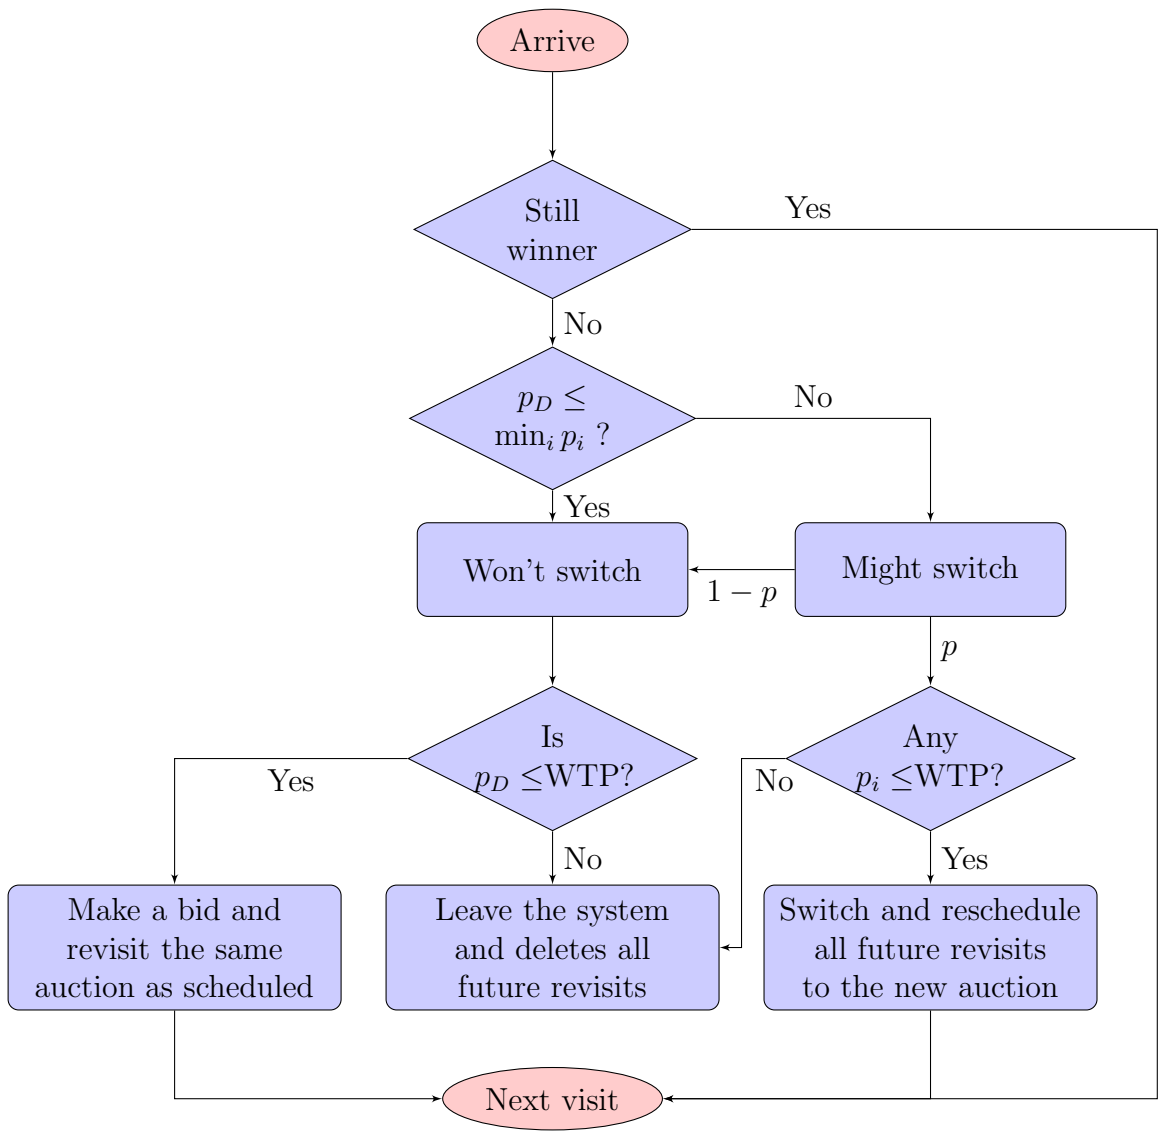 Arrive
Still
winner
Yes
No
p_D ≤
min_i p_i ?
No
Yes
Won't switch
Might switch
1 − p
p
Is
p_D ≤WTP?
Any
p_i ≤WTP?
Yes
No
No
Yes
Make a bid and
revisit the same
auction as scheduled
Leave the system
and deletes all
future revisits
Switch and reschedule
all future revisits
to the new auction
Next visit